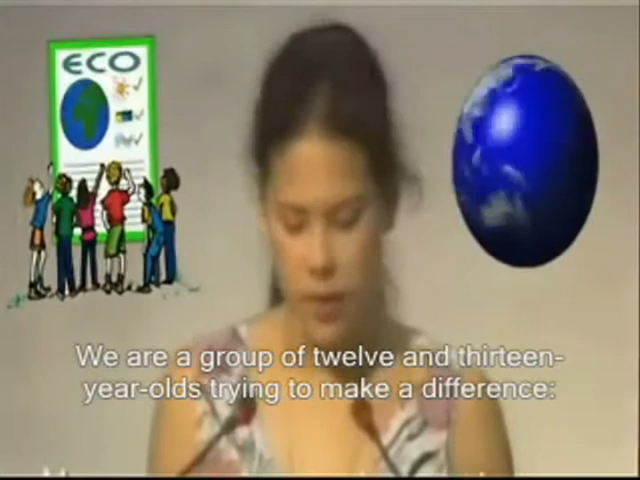 ECO
We are a group of twelve and thirteen-
year-olds trying to make a difference: